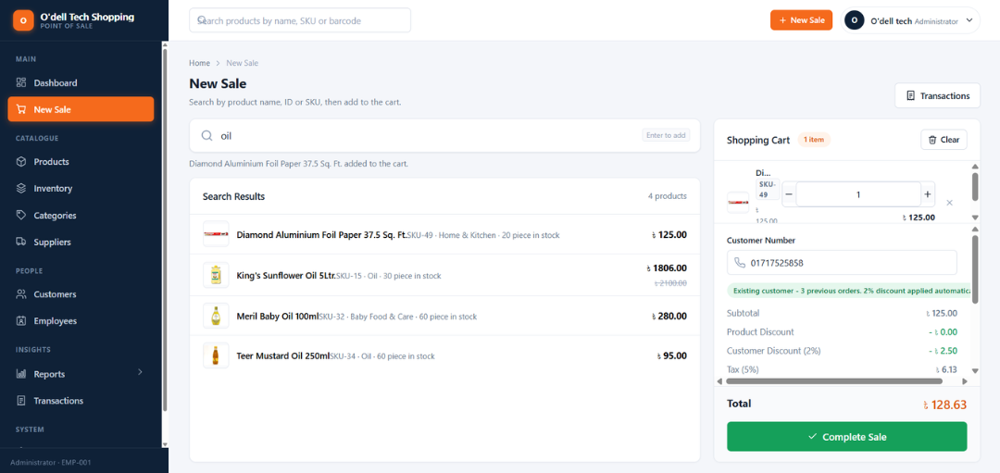 O'dell Tech Shopping
POINT OF SALE
MAIN
Dashboard
New Sale
CATALOGUE
Products
Inventory
Categories
Suppliers
PEOPLE
Customers
Employees
INSIGHTS
Reports
Transactions
SYSTEM
Administrator - EMP-001
Search products by name, SKU or barcode
+ New Sale
O
O'dell tech Administrator
Home > New Sale
New Sale
Search by product name, ID or SKU, then add to the cart.
Transactions
oil
Enter to add
Diamond Aluminium Foil Paper 37.5 Sq. Ft. added to the cart.
Search Results
4 products
Diamond Aluminium Foil Paper 37.5 Sq. Ft.SKU-49 · Home & Kitchen · 20 piece in stock
৳ 125.00
King's Sunflower Oil 5Ltr.SKU-15 · Oil · 30 piece in stock
৳ 1806.00
৳ 2100.00
Meril Baby Oil 100mlSKU-32 · Baby Food & Care · 60 piece in stock
৳ 280.00
Teer Mustard Oil 250mlSKU-34 · Oil · 60 piece in stock
৳ 95.00
Shopping Cart
1 item
Clear
Di...
SKU-
49
৳
125.00
− 1 +
৳ 125.00
Customer Number
01717525858
Existing customer - 3 previous orders. 2% discount applied automatica
Subtotal ৳ 125.00
Product Discount - ৳ 0.00
Customer Discount (2%) - ৳ 2.50
Tax (5%) ৳ 6.13
Total ৳ 128.63
Complete Sale